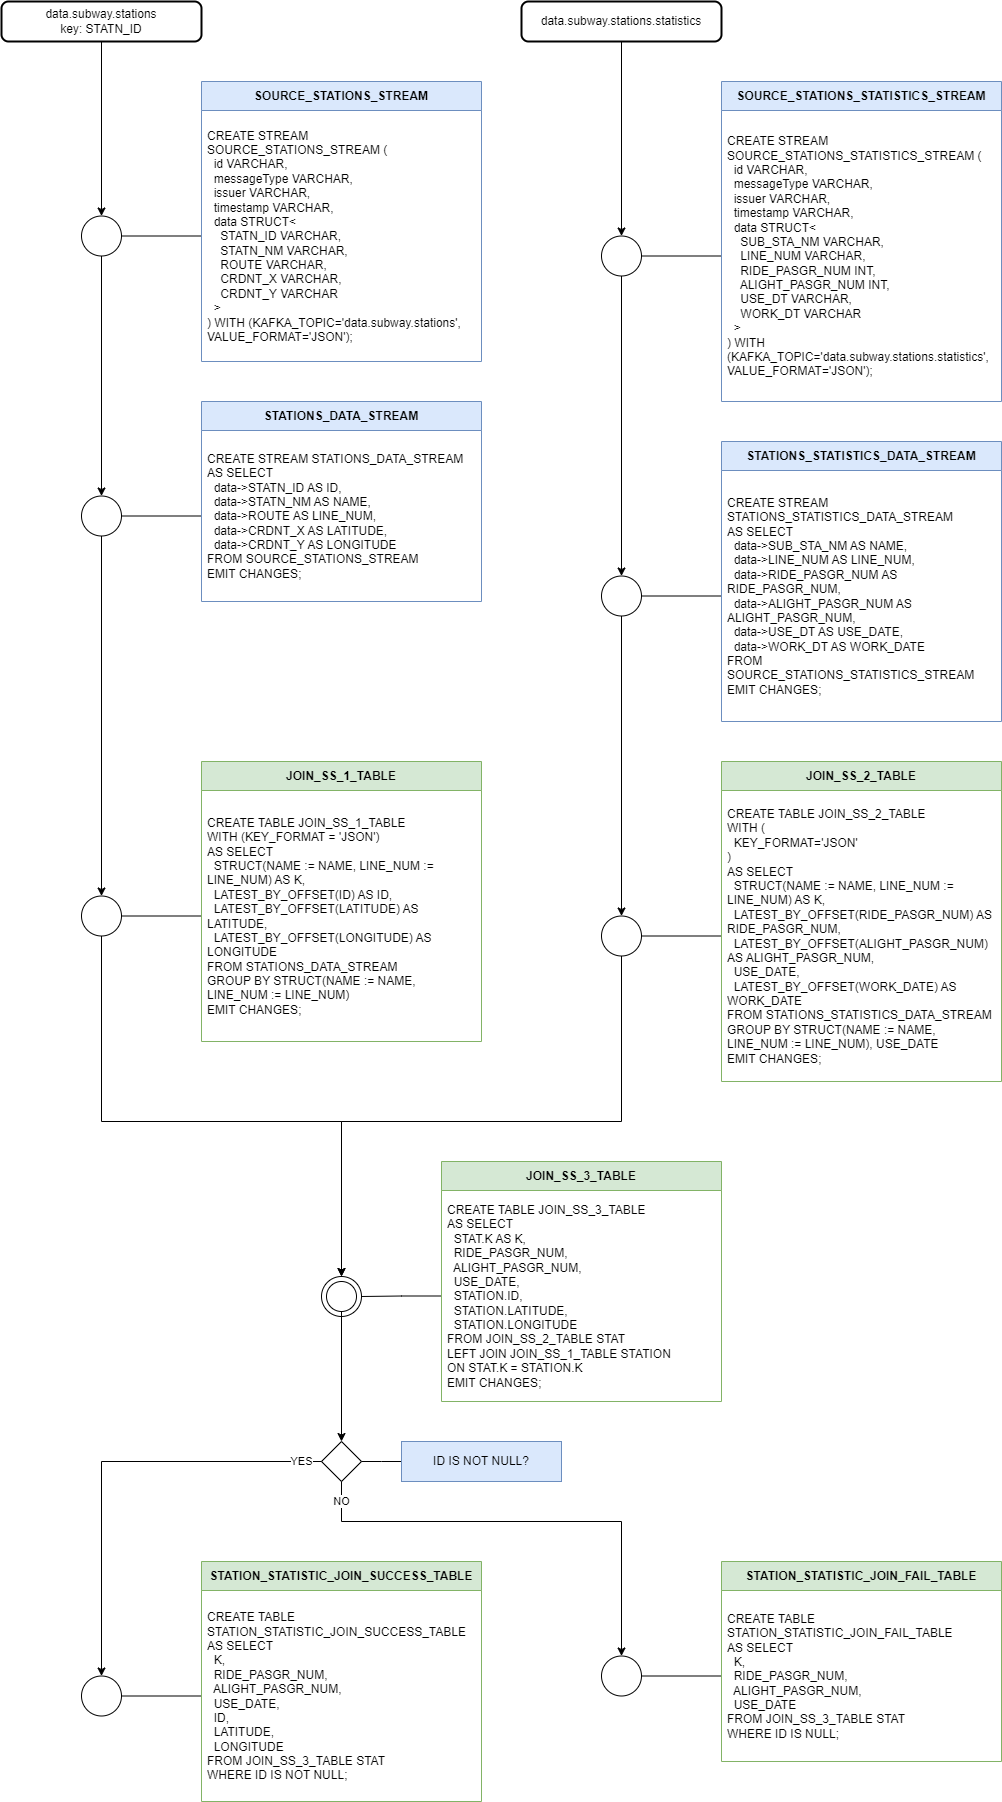 data.subway.stations
key: STATN_ID
data.subway.stations.statistics
SOURCE_STATIONS_STREAM
CREATE STREAM
SOURCE_STATIONS_STREAM (
id VARCHAR,
messageType VARCHAR,
issuer VARCHAR,
timestamp VARCHAR,
data STRUCT<
STATN_ID VARCHAR,
STATN_NM VARCHAR,
ROUTE VARCHAR,
CRDNT_X VARCHAR,
CRDNT_Y VARCHAR
>
) WITH (KAFKA_TOPIC='data.subway.stations',
VALUE_FORMAT='JSON');
SOURCE_STATIONS_STATISTICS_STREAM
CREATE STREAM
SOURCE_STATIONS_STATISTICS_STREAM (
id VARCHAR,
messageType VARCHAR,
issuer VARCHAR,
timestamp VARCHAR,
data STRUCT<
SUB_STA_NM VARCHAR,
LINE_NUM VARCHAR,
RIDE_PASGR_NUM INT,
ALIGHT_PASGR_NUM INT,
USE_DT VARCHAR,
WORK_DT VARCHAR
>
) WITH
(KAFKA_TOPIC='data.subway.stations.statistics',
VALUE_FORMAT='JSON');
STATIONS_DATA_STREAM
CREATE STREAM STATIONS_DATA_STREAM
AS SELECT
data->STATN_ID AS ID,
data->STATN_NM AS NAME,
data->ROUTE AS LINE_NUM,
data->CRDNT_X AS LATITUDE,
data->CRDNT_Y AS LONGITUDE
FROM SOURCE_STATIONS_STREAM
EMIT CHANGES;
STATIONS_STATISTICS_DATA_STREAM
CREATE STREAM
STATIONS_STATISTICS_DATA_STREAM
AS SELECT
data->SUB_STA_NM AS NAME,
data->LINE_NUM AS LINE_NUM,
data->RIDE_PASGR_NUM AS
RIDE_PASGR_NUM,
data->ALIGHT_PASGR_NUM AS
ALIGHT_PASGR_NUM,
data->USE_DT AS USE_DATE,
data->WORK_DT AS WORK_DATE
FROM
SOURCE_STATIONS_STATISTICS_STREAM
EMIT CHANGES;
JOIN_SS_1_TABLE
CREATE TABLE JOIN_SS_1_TABLE
WITH (KEY_FORMAT = 'JSON')
AS SELECT
STRUCT(NAME := NAME, LINE_NUM :=
LINE_NUM) AS K,
LATEST_BY_OFFSET(ID) AS ID,
LATEST_BY_OFFSET(LATITUDE) AS
LATITUDE,
LATEST_BY_OFFSET(LONGITUDE) AS
LONGITUDE
FROM STATIONS_DATA_STREAM
GROUP BY STRUCT(NAME := NAME,
LINE_NUM := LINE_NUM)
EMIT CHANGES;
JOIN_SS_2_TABLE
CREATE TABLE JOIN_SS_2_TABLE
WITH (
KEY_FORMAT='JSON'
)
AS SELECT
STRUCT(NAME := NAME, LINE_NUM :=
LINE_NUM) AS K,
LATEST_BY_OFFSET(RIDE_PASGR_NUM) AS
RIDE_PASGR_NUM,
LATEST_BY_OFFSET(ALIGHT_PASGR_NUM)
AS ALIGHT_PASGR_NUM,
USE_DATE,
LATEST_BY_OFFSET(WORK_DATE) AS
WORK_DATE
FROM STATIONS_STATISTICS_DATA_STREAM
GROUP BY STRUCT(NAME := NAME,
LINE_NUM := LINE_NUM), USE_DATE
EMIT CHANGES;
JOIN_SS_3_TABLE
CREATE TABLE JOIN_SS_3_TABLE
AS SELECT
STAT.K AS K,
RIDE_PASGR_NUM,
ALIGHT_PASGR_NUM,
USE_DATE,
STATION.ID,
STATION.LATITUDE,
STATION.LONGITUDE
FROM JOIN_SS_2_TABLE STAT
LEFT JOIN JOIN_SS_1_TABLE STATION
ON STAT.K = STATION.K
EMIT CHANGES;
YES
ID IS NOT NULL?
NO
STATION_STATISTIC_JOIN_SUCCESS_TABLE
CREATE TABLE
STATION_STATISTIC_JOIN_SUCCESS_TABLE
AS SELECT
K,
RIDE_PASGR_NUM,
ALIGHT_PASGR_NUM,
USE_DATE,
ID,
LATITUDE,
LONGITUDE
FROM JOIN_SS_3_TABLE STAT
WHERE ID IS NOT NULL;
STATION_STATISTIC_JOIN_FAIL_TABLE
CREATE TABLE
STATION_STATISTIC_JOIN_FAIL_TABLE
AS SELECT
K,
RIDE_PASGR_NUM,
ALIGHT_PASGR_NUM,
USE_DATE
FROM JOIN_SS_3_TABLE STAT
WHERE ID IS NULL;